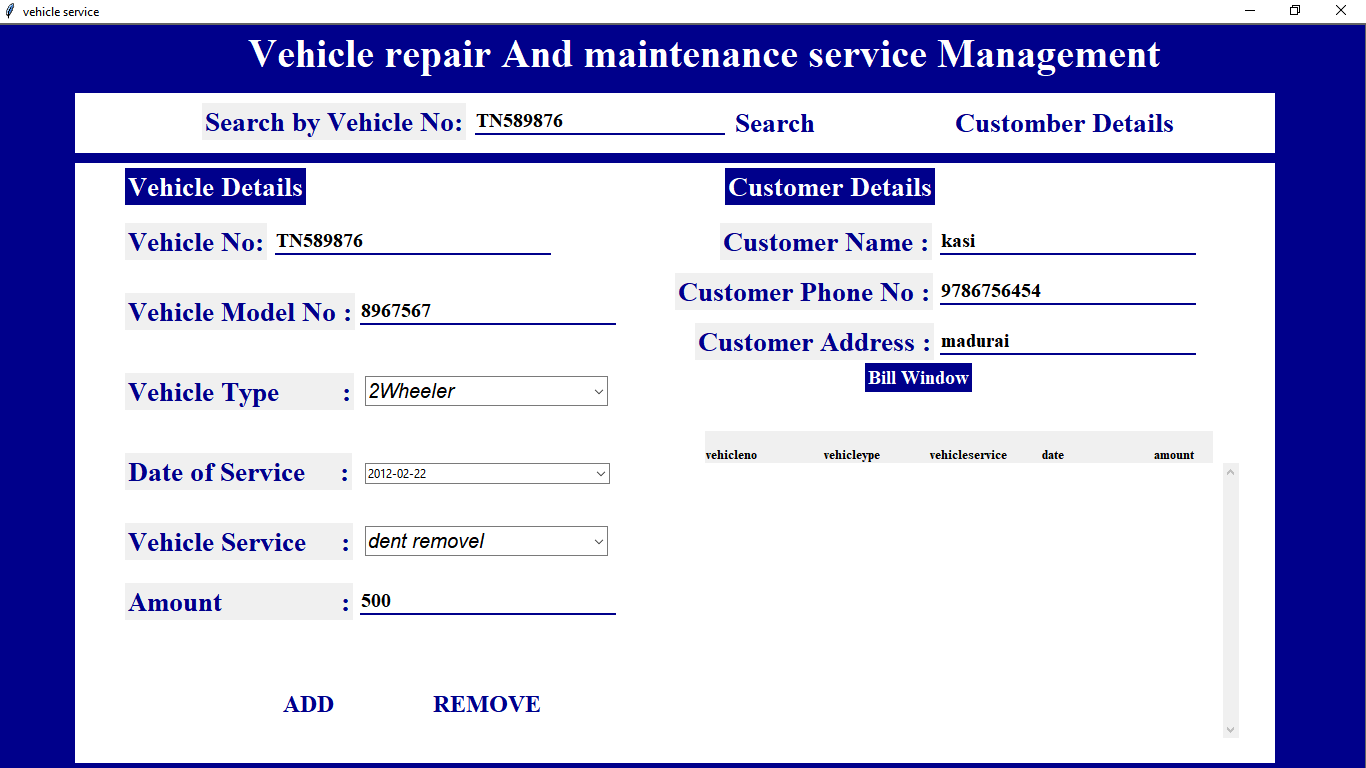 vehicle service
Vehicle repair And maintenance service Management
Search by Vehicle No: TN589876 Search Customber Details
Vehicle Details
Vehicle No: TN589876
Vehicle Model No : 8967567
Vehicle Type : 2Wheeler
Date of Service : 2012-02-22
Vehicle Service : dent removel
Amount : 500
ADD REMOVE
Customer Details
Customer Name : kasi
Customer Phone No : 9786756454
Customer Address : madurai
Bill Window
vehicleno vehicleype vehicleservice date amount